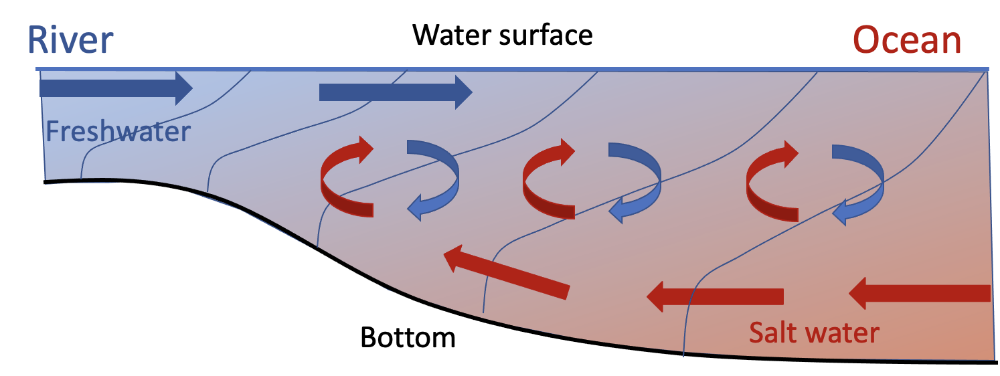 River
Water surface
Ocean
Freshwater
Salt water
Bottom